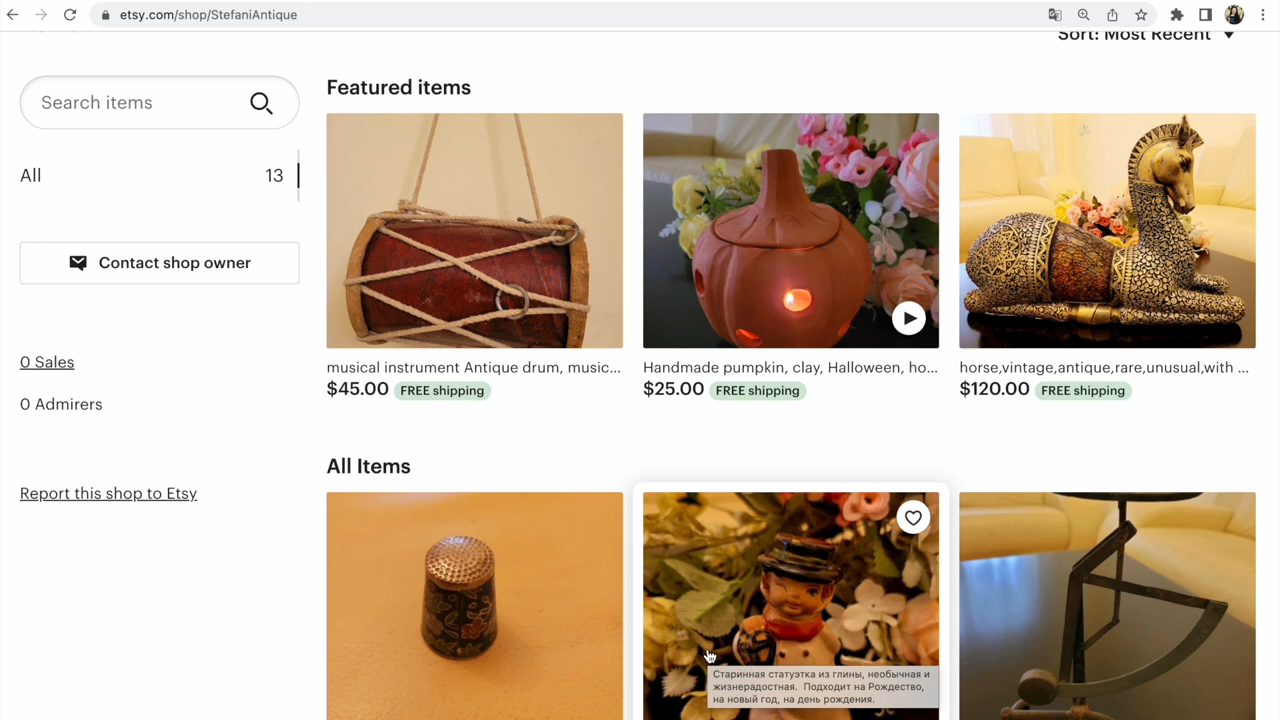 etsy.com/shop/StefaniAntique
Sort: Most Recent
Search items
All 13
Contact shop owner
0 Sales
0 Admirers
Report this shop to Etsy
Featured items
musical instrument Antique drum, music...
$45.00 FREE shipping
Handmade pumpkin, clay, Halloween, ho...
$25.00 FREE shipping
horse,vintage,antique,rare,unusual,with ...
$120.00 FREE shipping
All Items
Старинная статуэтка из глины, необычная и
жизнерадостная. Подходит на Рождество,
на новый год, на день рождения.